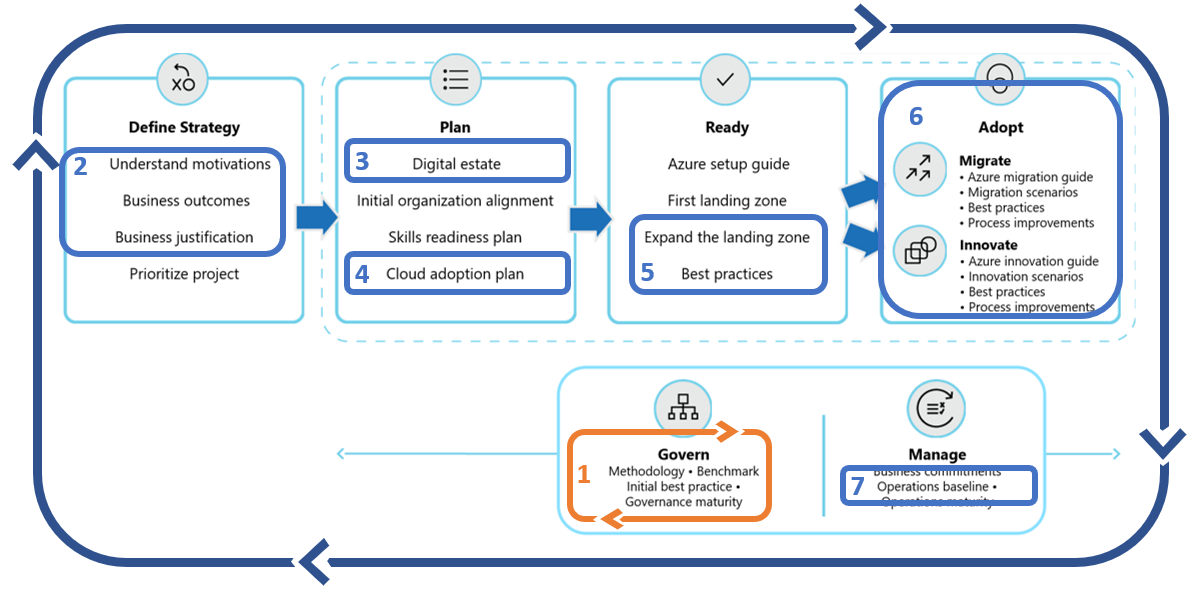 Define Strategy
2
Understand motivations
Business outcomes
Business justification
Prioritize project
Plan
3
Digital estate
Initial organization alignment
Skills readiness plan
4
Cloud adoption plan
Ready
Azure setup guide
First landing zone
Expand the landing zone
5
Best practices
6
Adopt
Migrate
• Azure migration guide
• Migration scenarios
• Best practices
• Process improvements
Innovate
• Azure innovation guide
• Innovation scenarios
• Best practices
• Process improvements
1
Govern
Methodology • Benchmark
Initial best practice •
Governance maturity
Manage
Business commitments
7
Operations baseline •
Operations maturity